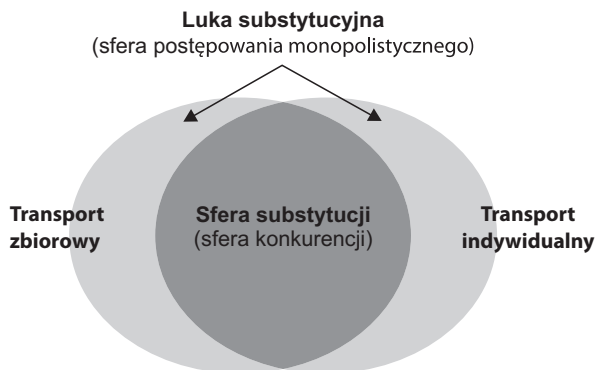 Luka substytucyjna
(sfera postępowania monopolistycznego)
Transport
zbiorowy
Sfera substytucji
(sfera konkurencji)
Transport
indywidualny